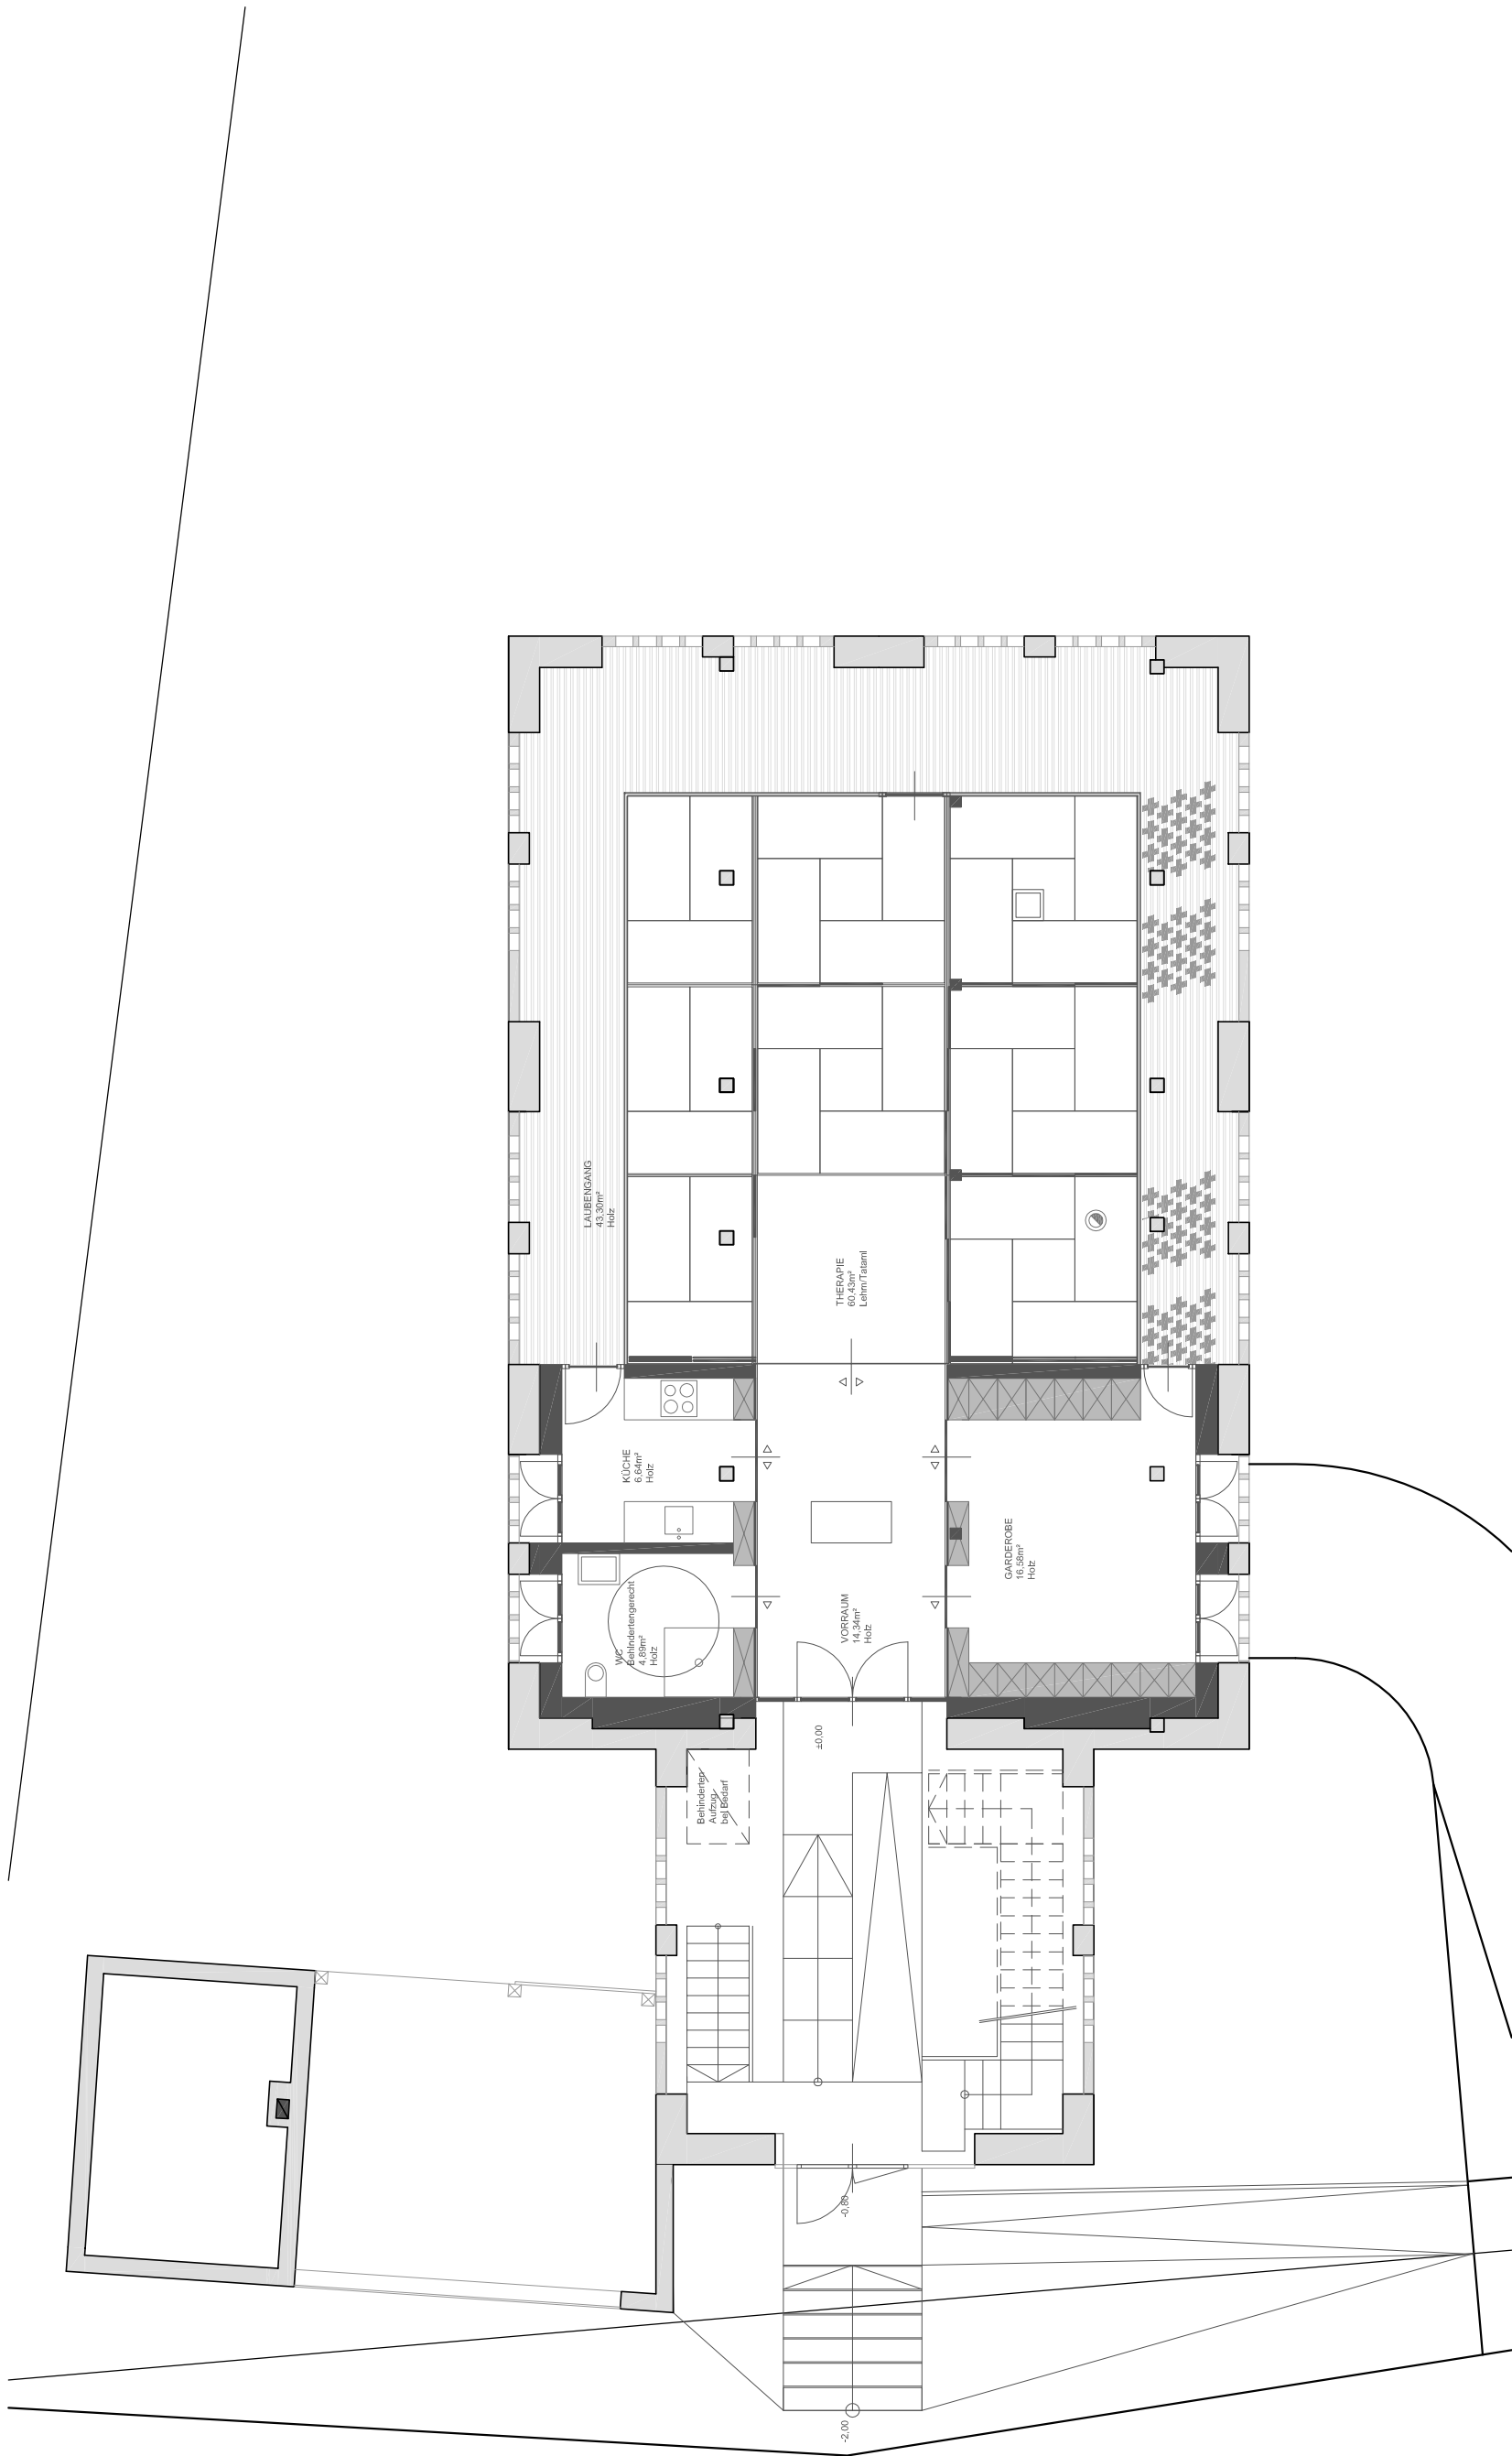 LAUBENGANG
43,30m²
Holz
THERAPIE
60,43m²
Lehm/Tatami
KÜCHE
6,64m²
Holz
GARDEROBE
16,58m²
Holz
WC
Behindertengerecht
4,89m²
Holz
VORRAUM
14,34m²
Holz
±0,00
Behinderten
Aufzug
bei Bedarf
-0,80
-2,00